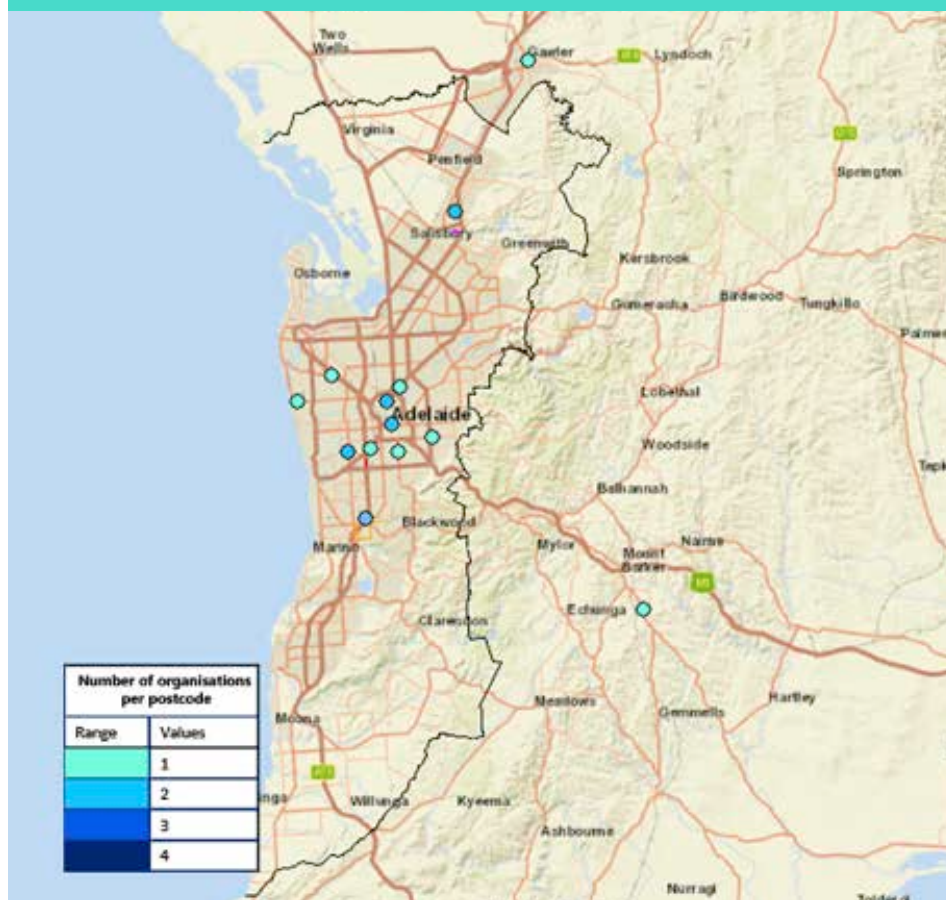 Two
Wells
Gawler
Lyndoch
Virginia
Penfield
Springton
Salisbury
Greenwith
Osborne
Kersbrook
Gumeracha
Birdwood
Tungkillo
Adelaide
Lobethal
Woodside
Balhannah
Blackwood
Marino
Mylor
Nairne
Mount
Barker
M1
Echunga
Clarendon
Meadows
Hartley
Moana
Gemmells
Willunga
Kyeema
Ashbourne
Nurragi
Number of organisations
per postcode
Range Values
1
2
3
4